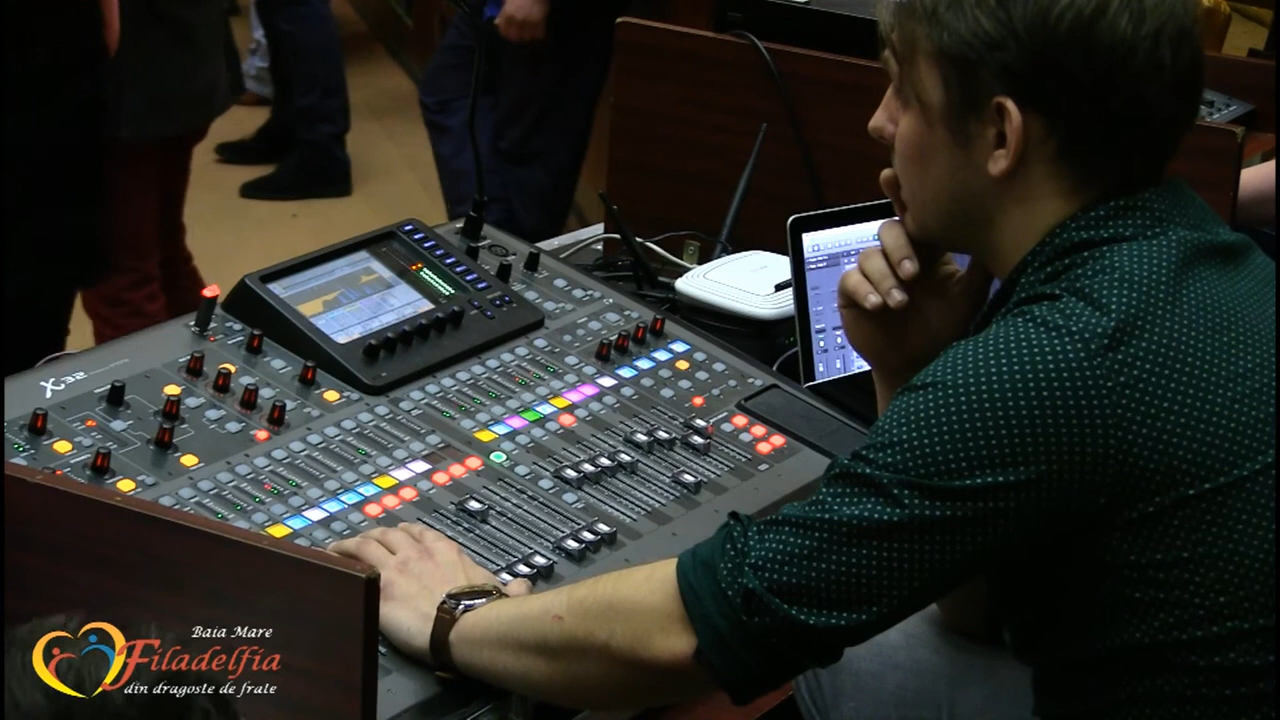 X32
Baia Mare
Filadelfia
din dragoste de frate